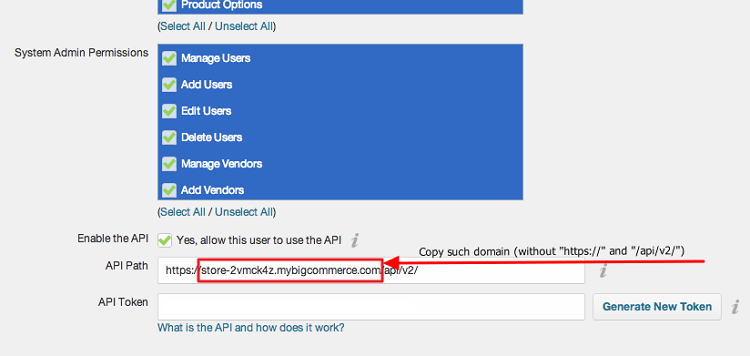 Product Options
(Select All / Unselect All)
System Admin Permissions
Manage Users
Add Users
Edit Users
Delete Users
Manage Vendors
Add Vendors
(Select All / Unselect All)
Enable the API Yes, allow this user to use the API i
Copy such domain (without "https://" and "/api/v2/")
API Path https://store-2vmck4z.mybigcommerce.com/api/v2/ i
API Token Generate New Token i
What is the API and how does it work?